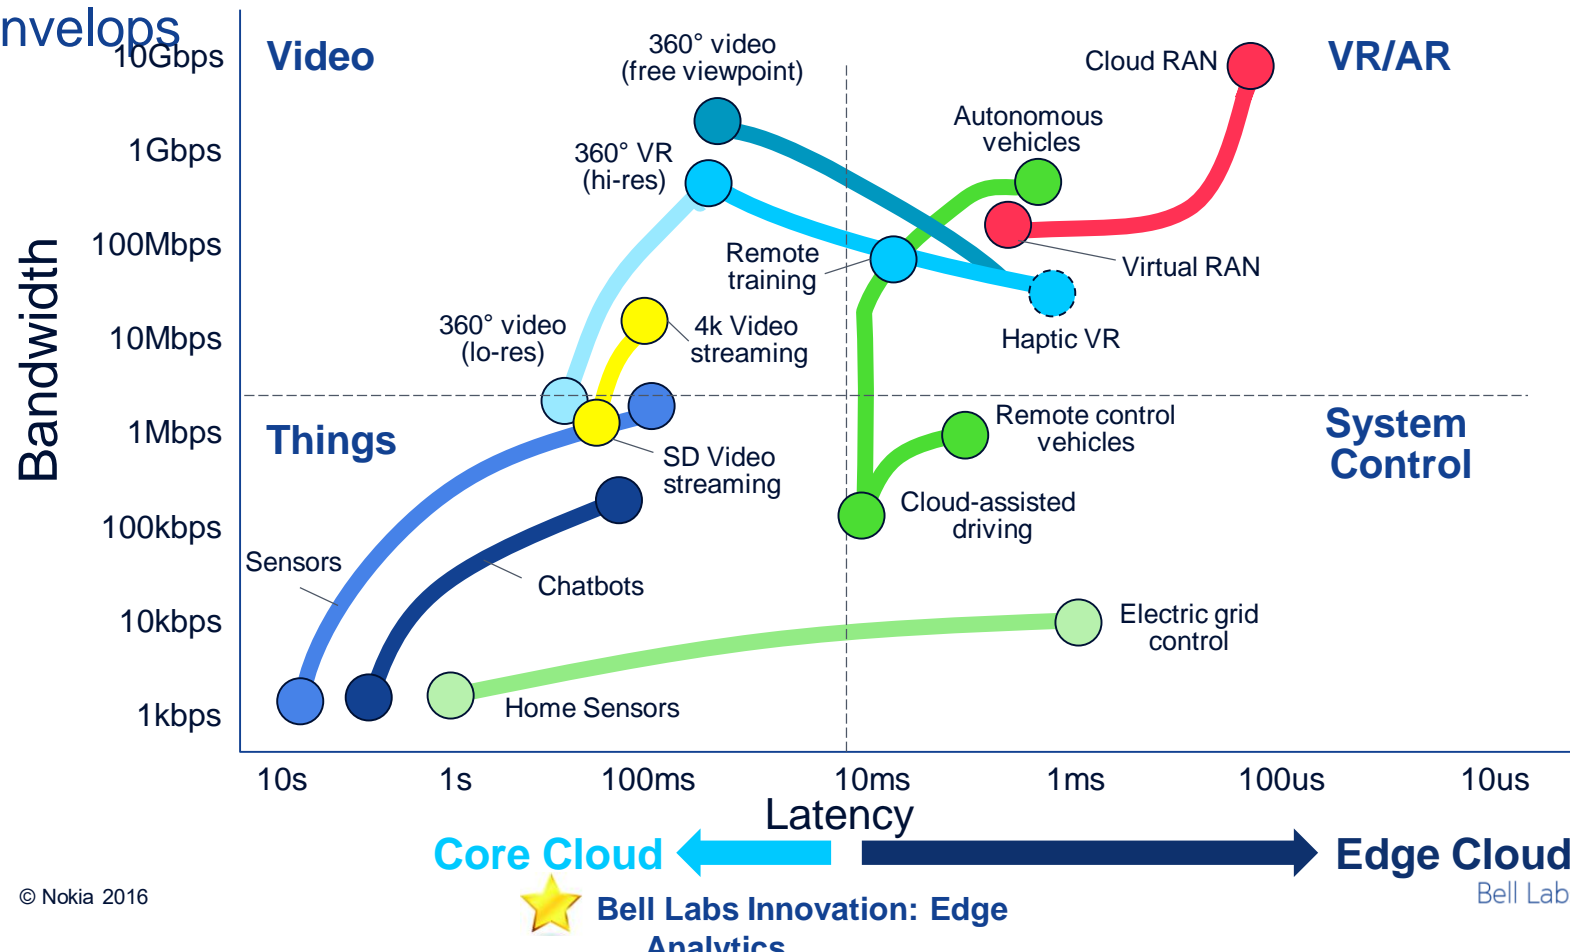 nvelops
10Gbps
1Gbps
100Mbps
10Mbps
1Mbps
100kbps
10kbps
1kbps
Bandwidth
Video
360° video
(free viewpoint)
Cloud RAN
VR/AR
Autonomous
vehicles
360° VR
(hi-res)
Remote
training
Virtual RAN
360° video
(lo-res)
4k Video
streaming
Haptic VR
Things
SD Video
streaming
Remote control
vehicles
System
Control
Cloud-assisted
driving
Sensors
Chatbots
Electric grid
control
Home Sensors
10s
1s
100ms
10ms
1ms
100us
10us
Latency
Core Cloud
Edge Cloud
© Nokia 2016
Bell Lab
Bell Labs Innovation: Edge
Analytics